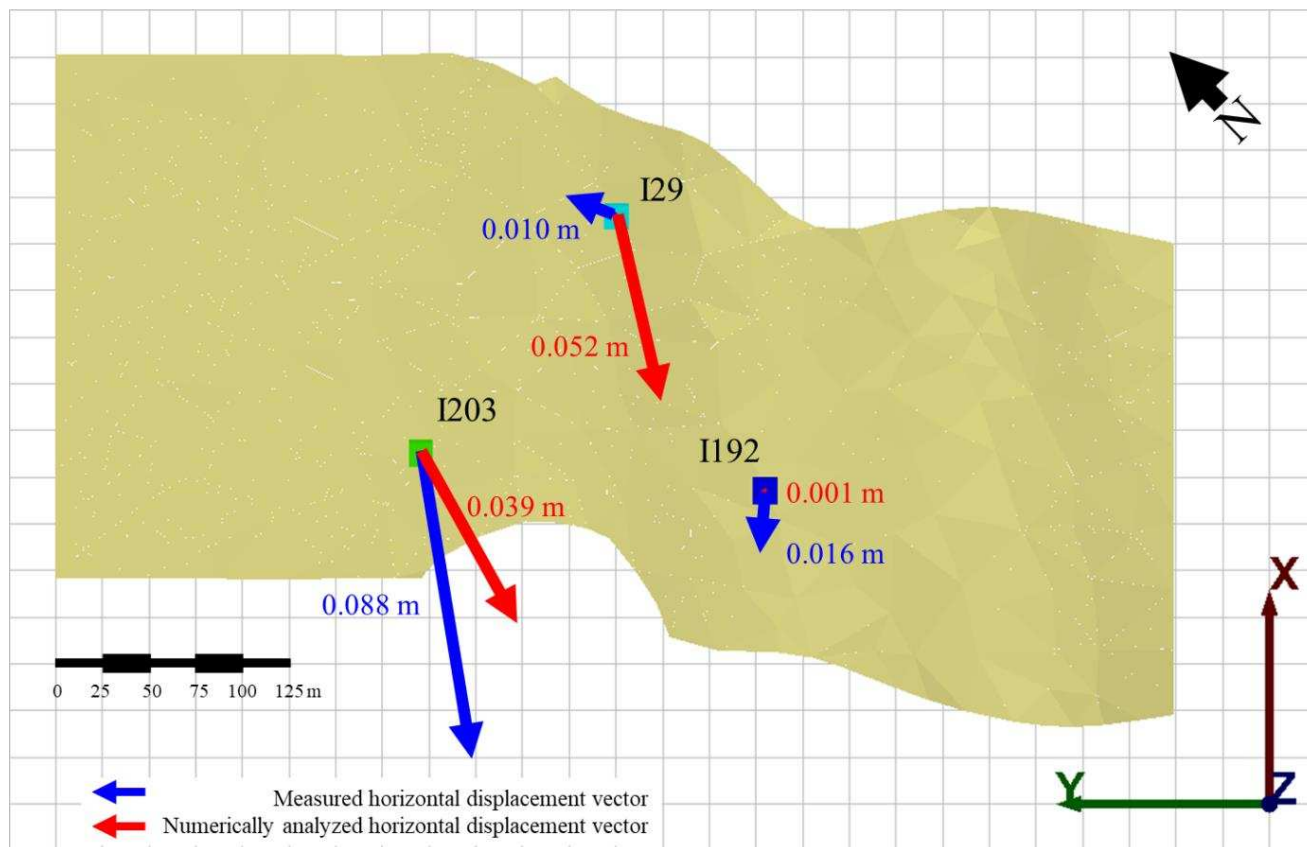 N
I29
0.010 m
0.052 m
I203
I192
0.039 m
0.001 m
0.016 m
0.088 m
X
0 25 50 75 100 125 m
Y
Z
Measured horizontal displacement vector
Numerically analyzed horizontal displacement vector